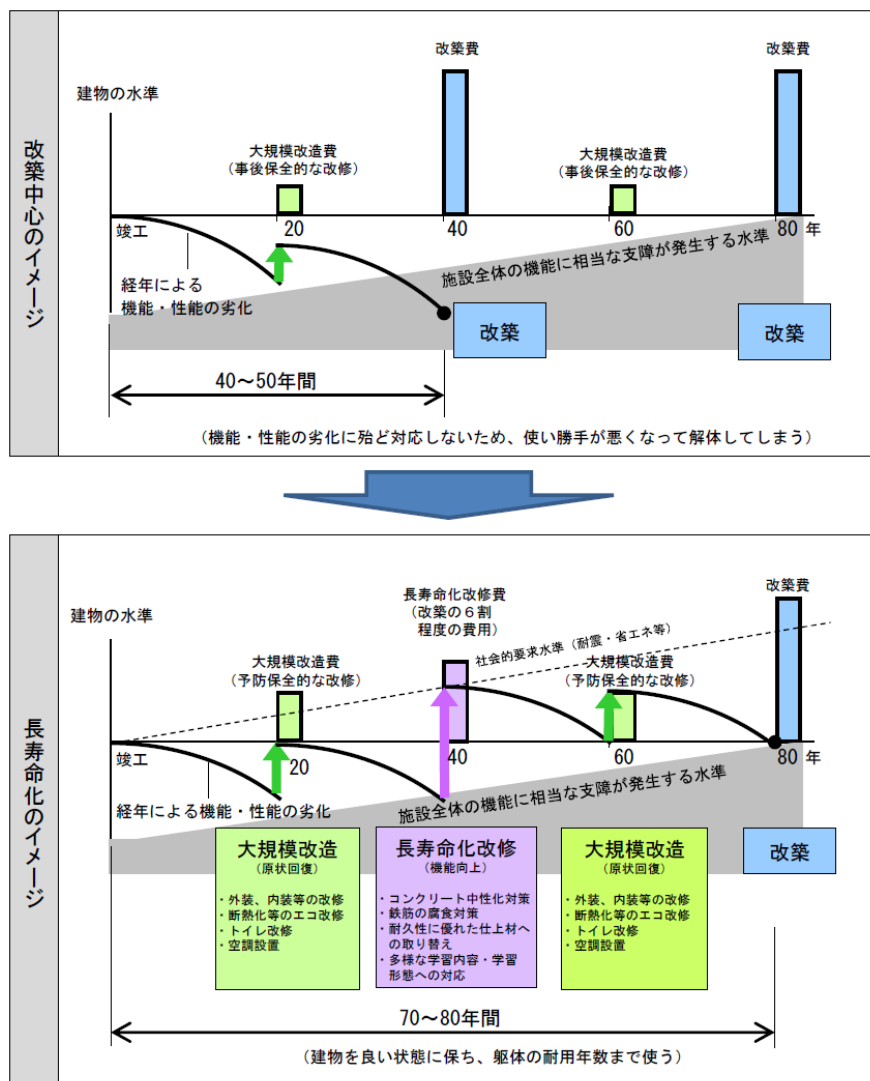 改築中心のイメージ
改築費
改築費
建物の水準
大規模改造費
（事後保全的な改修）
大規模改造費
（事後保全的な改修）
竣工
20
40
60
80 年
施設全体の機能に相当な支障が発生する水準
経年による
機能・性能の劣化
改築
改築
40～50年間
（機能・性能の劣化に殆ど対応しないため、使い勝手が悪くなって解体してしまう）
長寿命化のイメージ
改築費
長寿命化改修費
（改築の６割
程度の費用）
建物の水準
社会的要求水準（耐震・省エネ等）
大規模改造費
（予防保全的な改修）
大規模改造費
（予防保全的な改修）
竣工
20
40
60
80 年
施設全体の機能に相当な支障が発生する水準
経年による機能・性能の劣化
大規模改造
（原状回復）
・外装、内装等の改修
・断熱化等のエコ改修
・トイレ改修
・空調設置
長寿命化改修
（機能向上）
・コンクリート中性化対策
・鉄筋の腐食対策
・耐久性に優れた仕上材へ
の取り替え
・多様な学習内容・学習
形態への対応
大規模改造
（原状回復）
・外装、内装等の改修
・断熱化等のエコ改修
・トイレ改修
・空調設置
改築
70～80年間
（建物を良い状態に保ち、躯体の耐用年数まで使う）